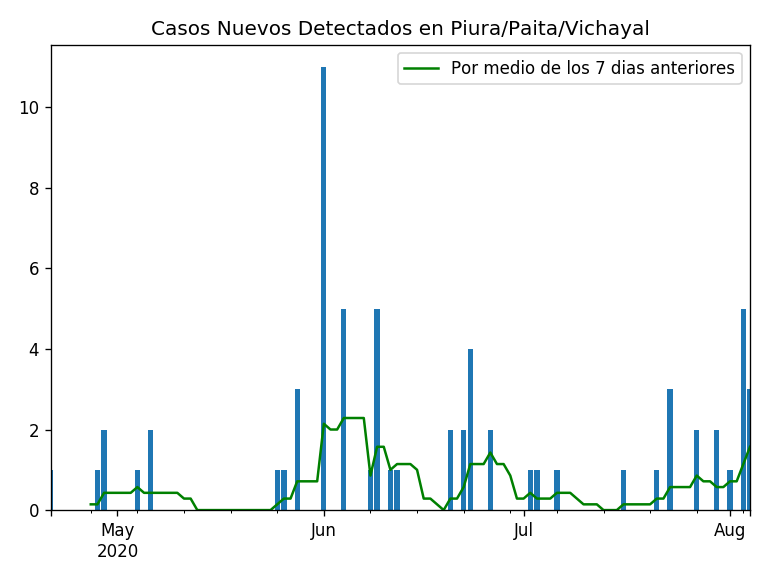 Casos Nuevos Detectados en Piura/Paita/Vichayal
Por medio de los 7 dias anteriores
10
8
6
4
2
0
May
2020
Jun
Jul
Aug